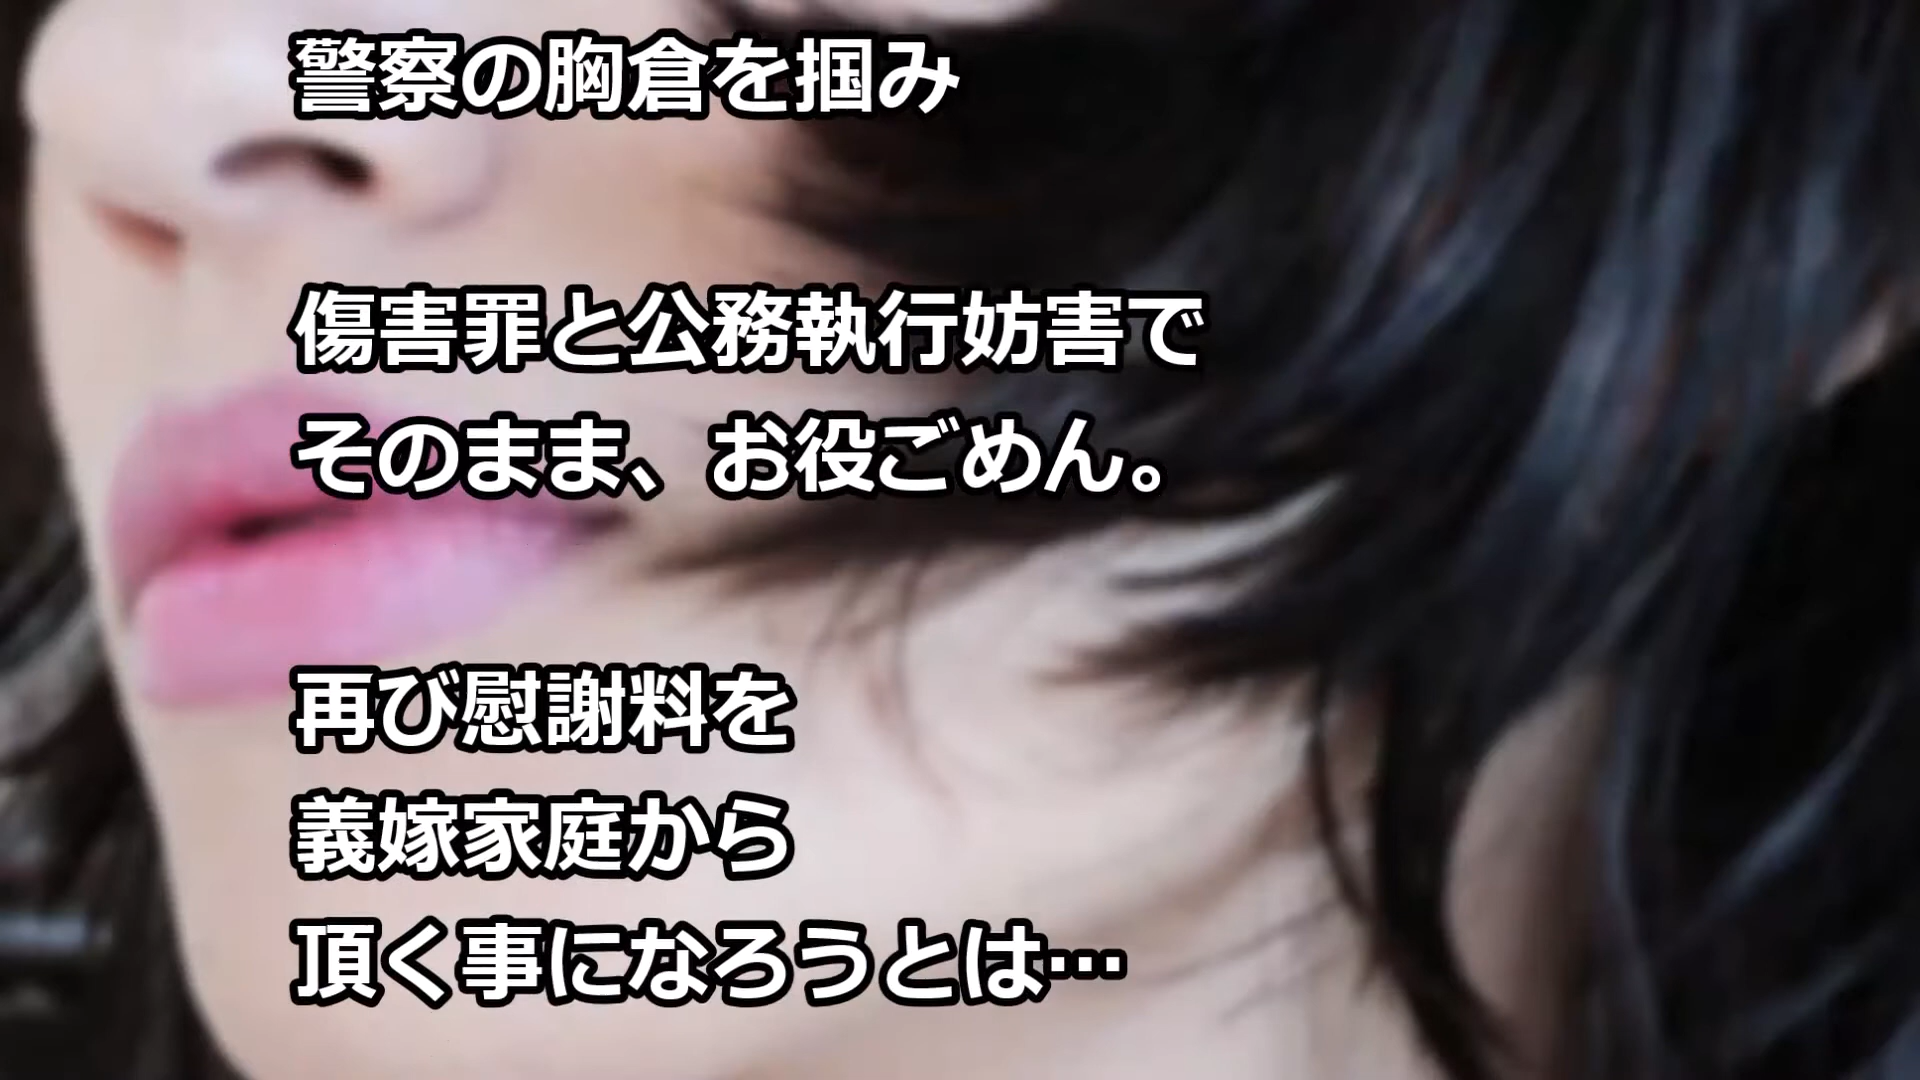 警察の胸倉を掴み
傷害罪と公務執行妨害で
そのまま、お役ごめん。
再び慰謝料を
義嫁家庭から
頂く事になろうとは…